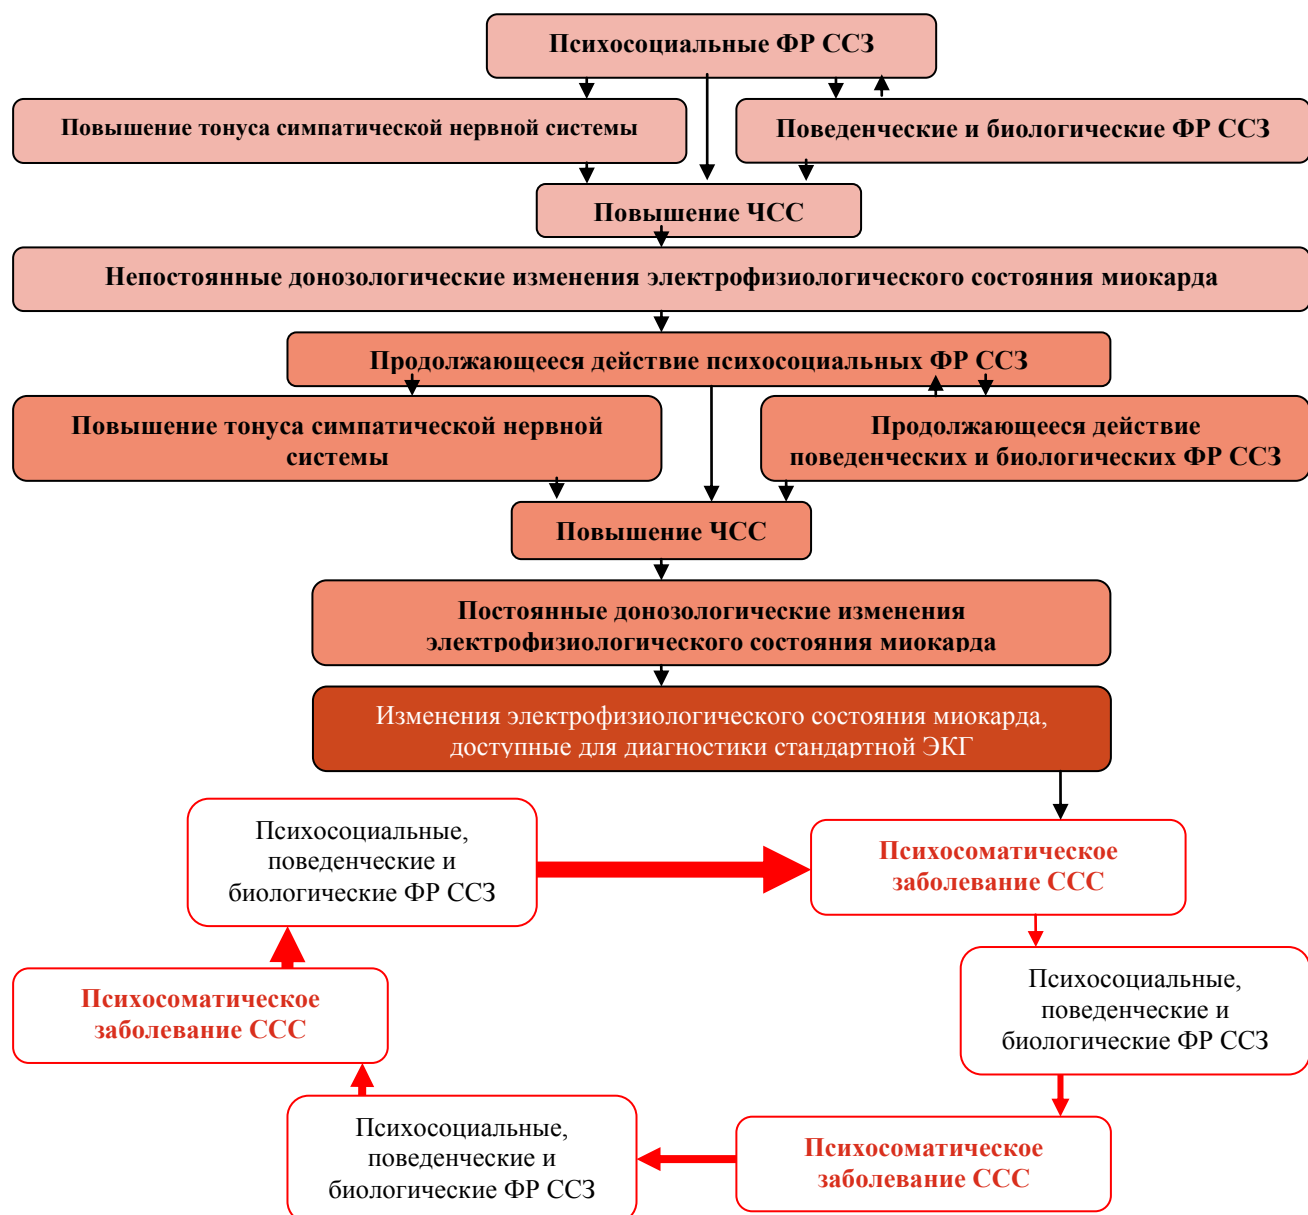 Психосоциальные ФР ССЗ
Повышение тонуса симпатической нервной системы
Поведенческие и биологические ФР ССЗ
Повышение ЧСС
Непостоянные донозологические изменения электрофизиологического состояния миокарда
Продолжающееся действие психосоциальных ФР ССЗ
Повышение тонуса симпатической нервной
системы
Продолжающееся действие
поведенческих и биологических ФР ССЗ
Повышение ЧСС
Постоянные донозологические изменения
электрофизиологического состояния миокарда
Изменения электрофизиологического состояния миокарда,
доступные для диагностики стандартной ЭКГ
Психосоциальные,
поведенческие и
биологические ФР ССЗ
Психосоматическое
заболевание ССС
Психосоциальные,
поведенческие и
биологические ФР ССЗ
Психосоматическое
заболевание ССС
Психосоциальные,
поведенческие и
биологические ФР ССЗ
Психосоматическое
заболевание ССС